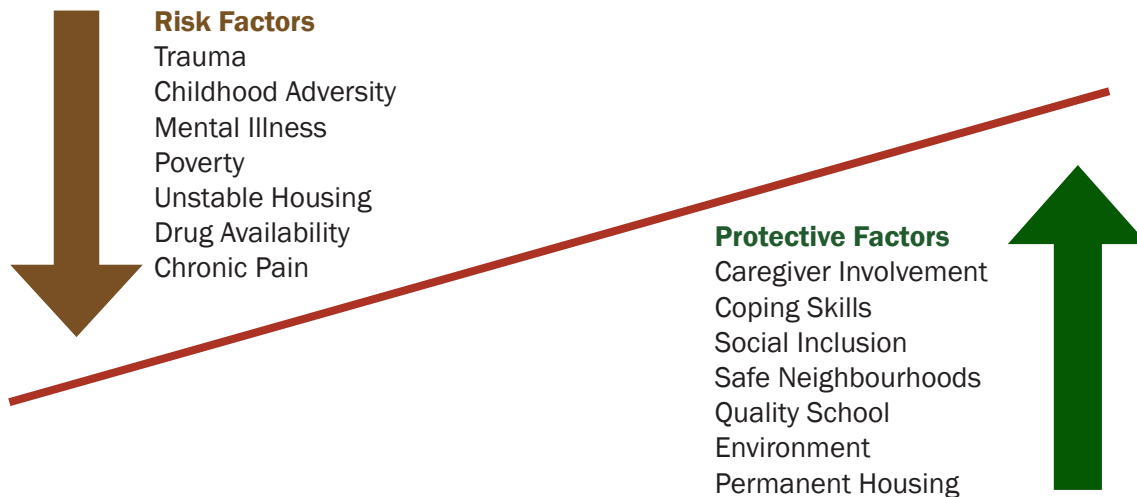 Risk Factors
Trauma
Childhood Adversity
Mental Illness
Poverty
Unstable Housing
Drug Availability
Chronic Pain
Protective Factors
Caregiver Involvement
Coping Skills
Social Inclusion
Safe Neighbourhoods
Quality School
Environment
Permanent Housing